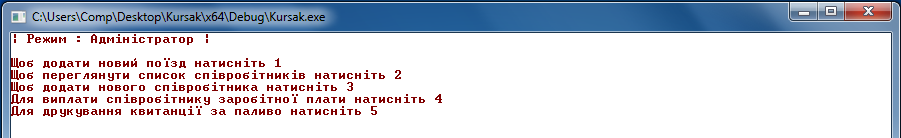 C:\Users\Comp\Desktop\Kursak\x64\Debug\Kursak.exe
¦ Режим : Адміністратор ¦
Щоб додати новий поїзд натисніть 1
Щоб переглянути список співробітників натисніть 2
Щоб додати нового співробітника натисніть 3
Для виплати співробітнику заробітної плати натисніть 4
Для друкування квитанції за паливо натисніть 5